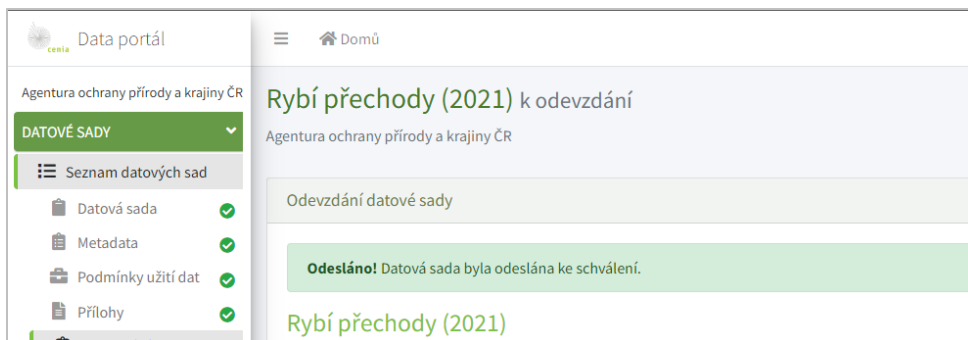 cenia Data portál
Domů
Agentura ochrany přírody a krajiny ČR
DATOVÉ SADY
Seznam datových sad
Datová sada
Metadata
Podmínky užití dat
Přílohy
Rybí přechody (2021) k odevzdání
Agentura ochrany přírody a krajiny ČR
Odevzdání datové sady
Odesláno! Datová sada byla odeslána ke schválení.
Rybí přechody (2021)